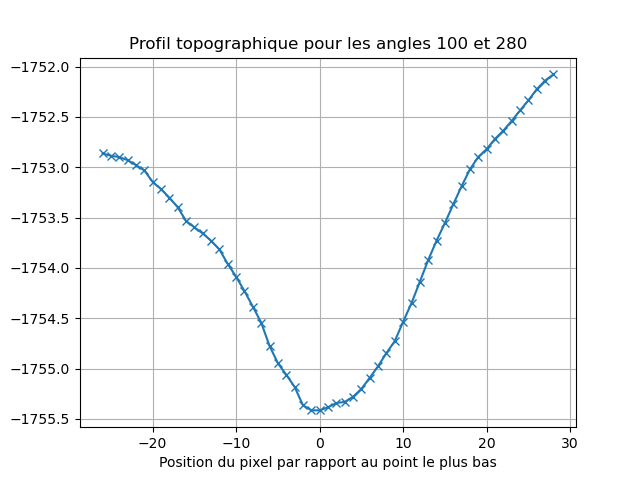 Profil topographique pour les angles 100 et 280
−1752.0
−1752.5
−1753.0
−1753.5
−1754.0
−1754.5
−1755.0
−1755.5
−20 −10 0 10 20 30
Position du pixel par rapport au point le plus bas